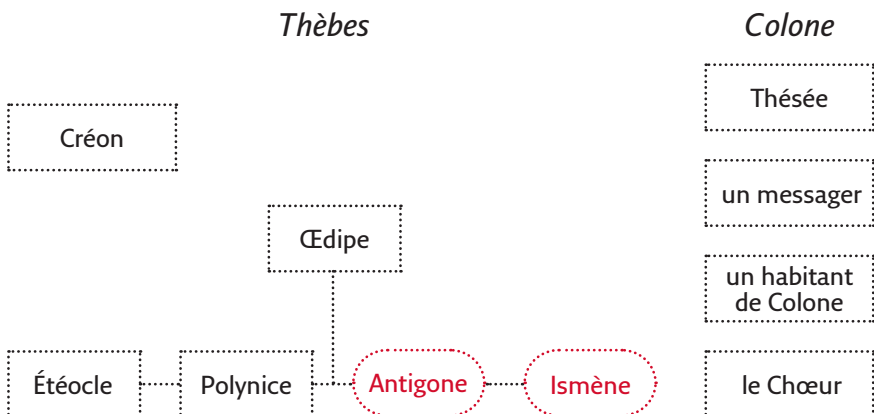 Thèbes
Colone
Créon
Œdipe
Étéocle
Polynice
Antigone
Ismène
Thésée
un messager
un habitant
de Colone
le Chœur